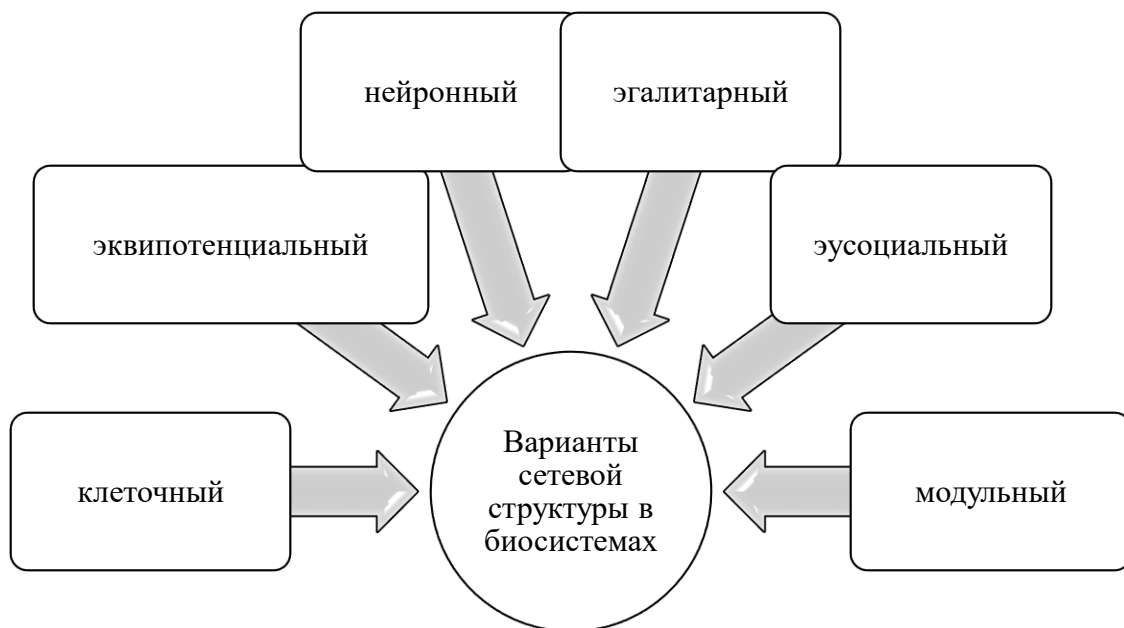 нейронный
эгалитарный
эквипотенциальный
эусоциальный
клеточный
Варианты
сетевой
структуры в
биосистемах
модульный